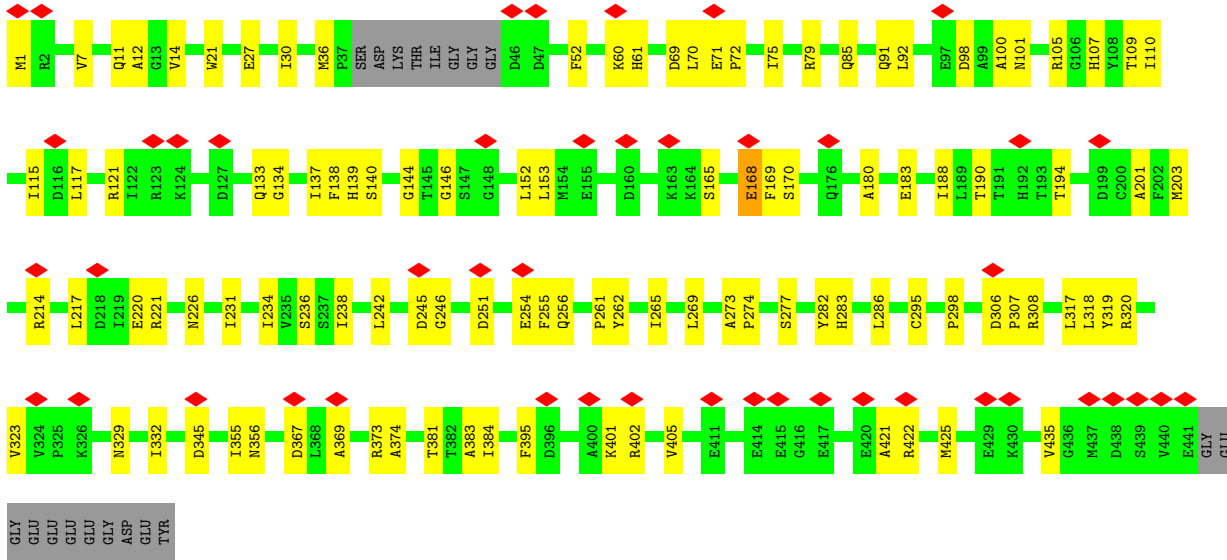 M1 R2 V7 Q11 A12 G13 V14 W21 E27 I30 M36 P37 SER ASP LYS THR ILE GLY GLY GLY D46 D47 F52 K60 H61 D69 L70 E71 P72 I75 R79 Q85 Q91 L92 E97 D98 A99 A100 N101 R105 G106 H107 Y108 T109 I110
I115 D116 L117 R121 I122 R123 K124 D127 Q133 G134 I137 F138 H139 S140 G144 T145 G146 S147 G148 L152 L153 M154 E155 D160 K163 K164 S165 E168 F169 S170 Q176 A180 E183 I188 L189 T190 T191 H192 T193 T194 D199 C200 A201 F202 M203
R214 L217 D218 I219 E220 R221 N226 I231 I234 V235 S236 S237 I238 L242 D245 G246 D251 E254 F255 Q256 P261 Y262 I265 L269 A273 P274 S277 Y282 H283 L286 C295 P298 D306 P307 R308 L317 L318 Y319 R320
V323 V324 P325 K326 N329 I332 D345 I355 N356 D367 L368 A369 R373 A374 T381 T382 A383 I384 F395 D396 A400 K401 R402 V405 E411 E414 E415 G416 E417 E420 A421 R422 M425 E429 K430 V435 G436 M437 D438 S439 V440 E441 GLY GLU
GLY GLU GLU GLU GLU GLY ASP GLU TYR